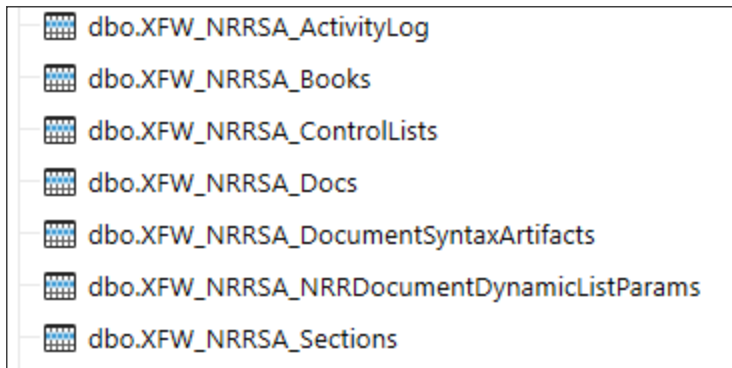 dbo.XFW_NRRSA_ActivityLog
dbo.XFW_NRRSA_Books
dbo.XFW_NRRSA_ControlLists
dbo.XFW_NRRSA_Docs
dbo.XFW_NRRSA_DocumentSyntaxArtifacts
dbo.XFW_NRRSA_NRRDocumentDynamicListParams
dbo.XFW_NRRSA_Sections